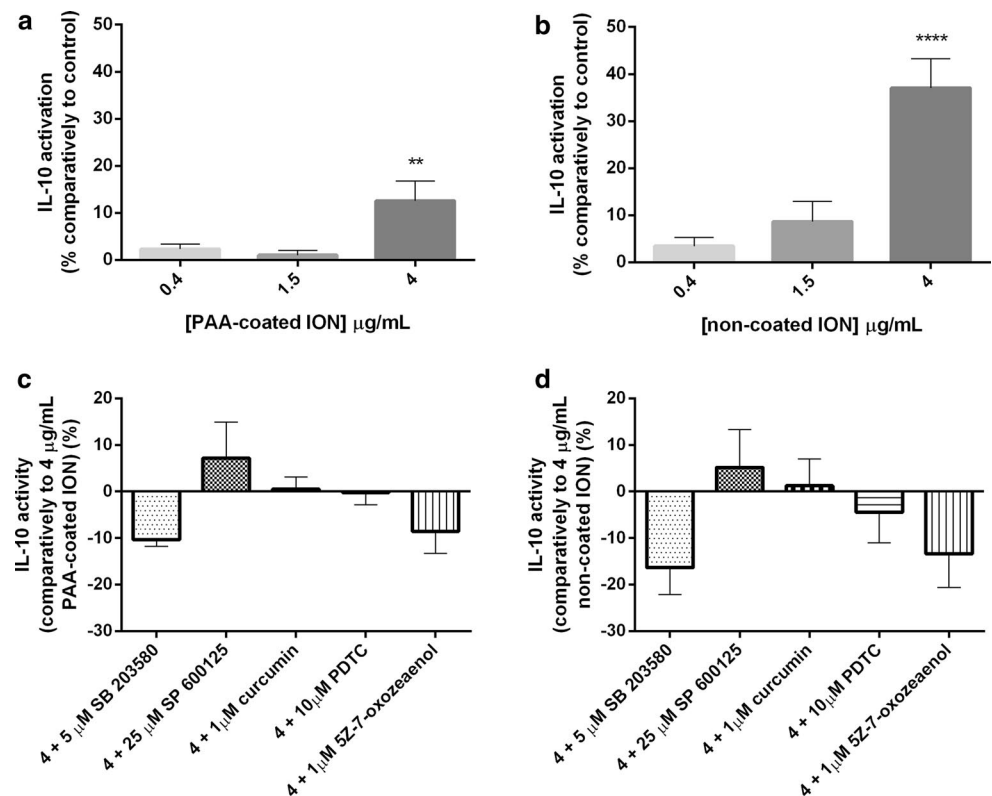 a
IL-10 activation
(% comparatively to control)
50
40
30
20
10
0
**
0.4
1.5
4
[PAA-coated ION] µg/mL
b
IL-10 activation
(% comparatively to control)
50
40
30
20
10
0
****
0.4
1.5
4
[non-coated ION] µg/mL
c
IL-10 activity
(comparatively to 4 µg/mL
PAA-coated ION) (%)
20
10
0
-10
-20
-30
4 + 5 µM SB 203580
4 + 25 µM SP 600125
4 + 1µM curcumin
4 + 10µM PDTC
4 + 1µM 5Z-7-oxozeaenol
d
IL-10 activity
(comparatively to 4 µg/mL
non-coated ION) (%)
20
10
0
-10
-20
-30
4 + 5 µM SB 203580
4 + 25 µM SP 600125
4 + 1µM curcumin
4 + 10µM PDTC
4 + 1µM 5Z-7-oxozeaenol